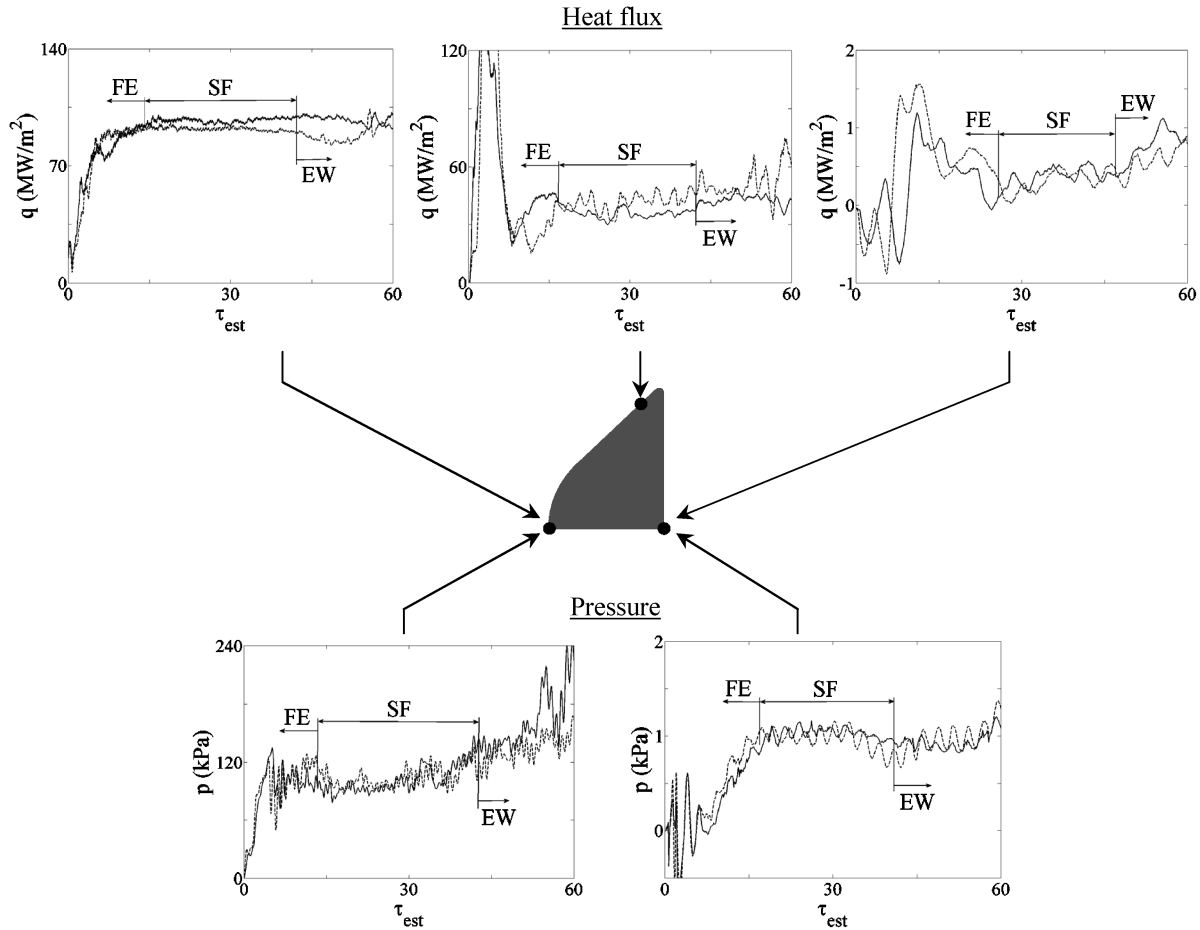 Heat flux
140
70
0
q (MW/m²)
FE
SF
EW
0
30
60
τest
120
60
0
q (MW/m²)
FE
SF
EW
0
30
60
τest
2
1
0
-1
q (MW/m²)
FE
SF
EW
0
30
60
τest
Pressure
240
120
0
p (kPa)
FE
SF
EW
0
30
60
τest
2
1
0
p (kPa)
FE
SF
EW
0
30
60
τest